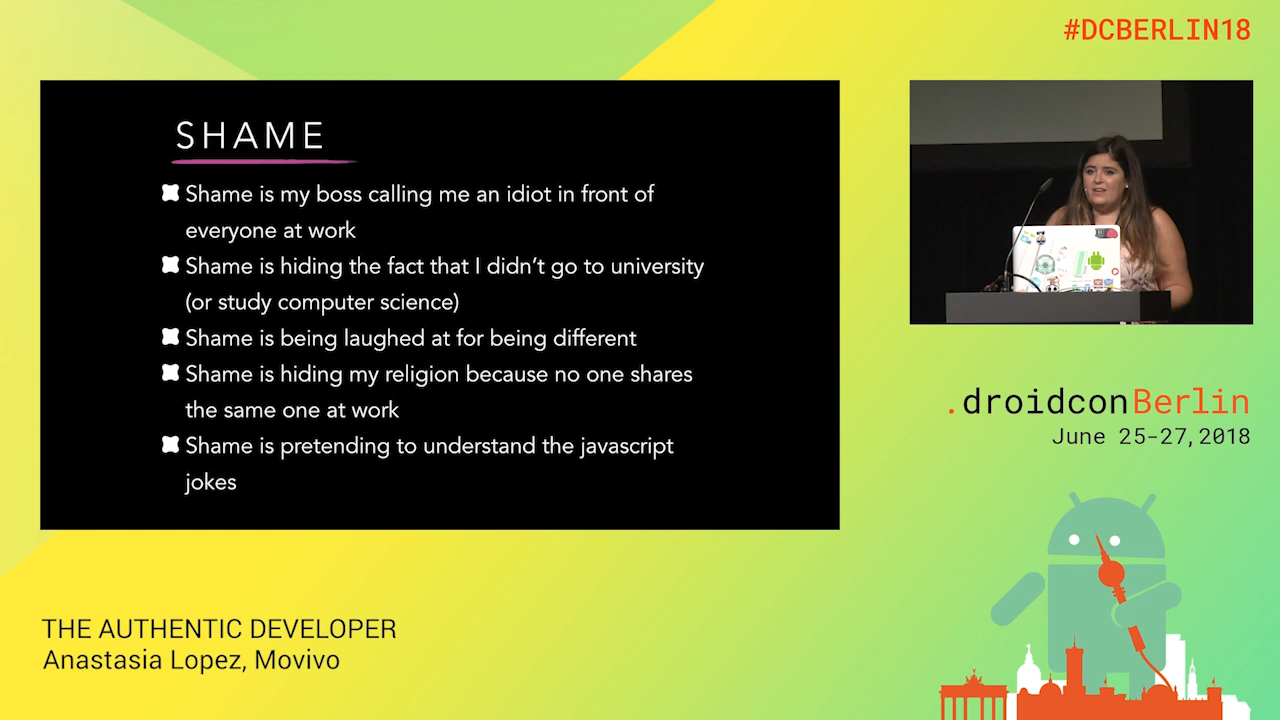 #DCBERLIN18
SHAME
Shame is my boss calling me an idiot in front of
everyone at work
Shame is hiding the fact that I didn’t go to university
(or study computer science)
Shame is being laughed at for being different
Shame is hiding my religion because no one shares
the same one at work
Shame is pretending to understand the javascript
jokes
.droidconBerlin
June 25-27,2018
THE AUTHENTIC DEVELOPER
Anastasia Lopez, Movivo